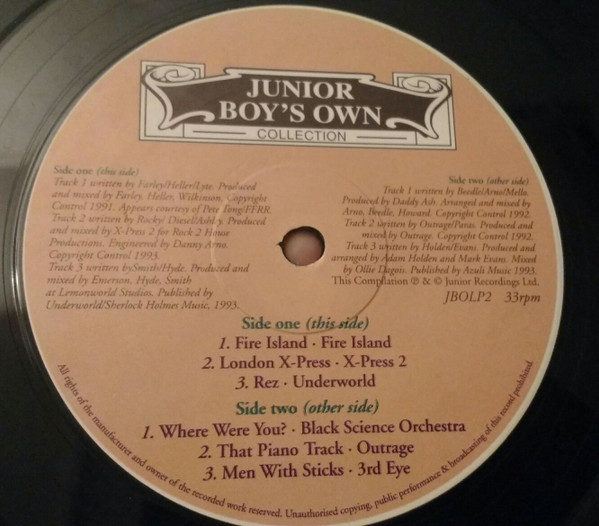 JUNIOR
BOY'S OWN
COLLECTION
Side one (this side)
Track 1 written by Farley/Heller/Lyte. Produced
and mixed by Farley, Heller, Wilkinson. Copyright
Control 1991. Appears courtesy of Pete Tong/FFRR.
Track 2 written by Rocky/ Diesel/Ashley. Produced
and mixed by X-Press 2 for Rock 2 House
Productions. Engineered by Danny Arno.
Copyright Control 1993.
Track 3 written bySmith/Hyde. Produced and
mixed by Emerson, Hyde, Smith
at Lemonworld Studios. Published by
Underworld/Sherlock Holmes Music, 1993.
Side two (other side)
Track 1 written by Beedle/Arno/Mello.
Produced by Daddy Ash. Arranged and mixed by
Arno, Beedle, Howard. Copyright Control 1992.
Track 2 written by Outrage/Paras. Produced and
mixed by Outrage. Copyright Control 1992.
Track 3 written by Holden/Evans. Produced and
arranged by Adam Holden and Mark Evans. Mixed
by Ollie Dagois. Published by Azuli Music 1993.
This Compilation ℗ & © Junior Recordings Ltd.
JBOLP2 33rpm
Side one (this side)
1. Fire Island · Fire Island
2. London X-Press · X-Press 2
3. Rez · Underworld
Side two (other side)
1. Where Were You? · Black Science Orchestra
2. That Piano Track · Outrage
3. Men With Sticks · 3rd Eye
All rights of the manufacturer and owner of the recorded work reserved. Unauthorised copying, public performance & broadcasting of this record prohibited.